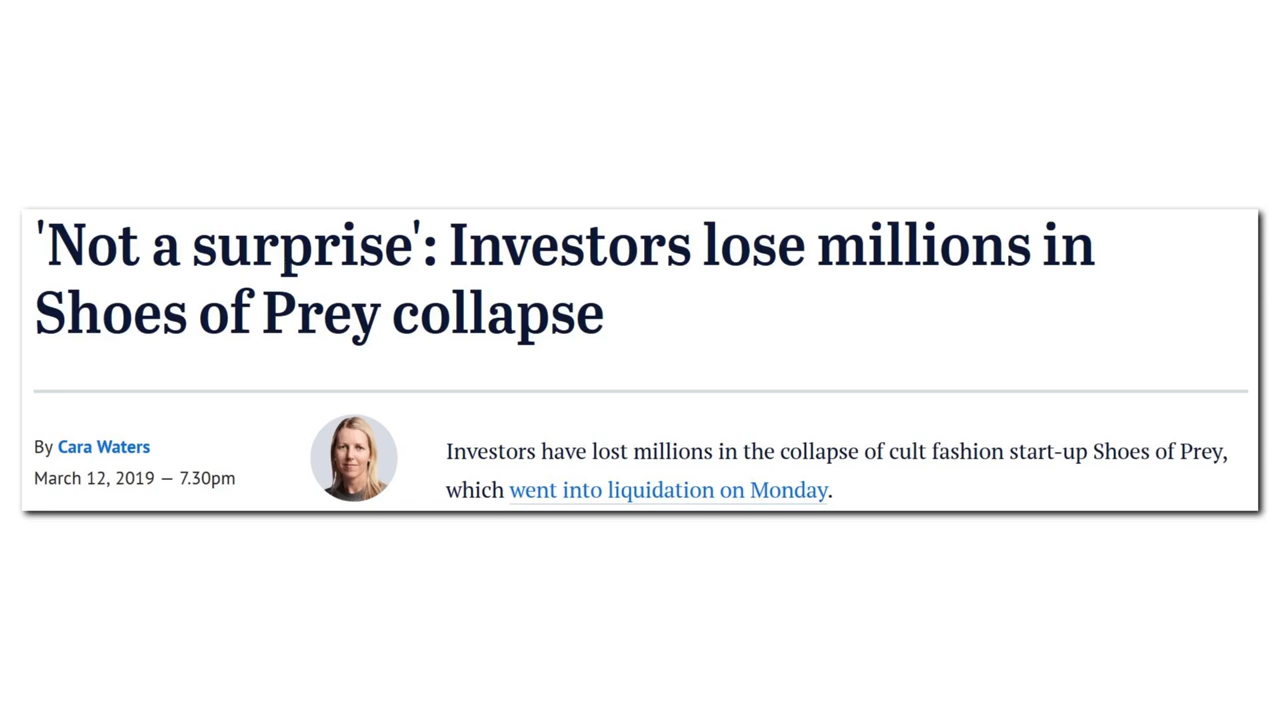 'Not a surprise': Investors lose millions in
Shoes of Prey collapse
By Cara Waters
March 12, 2019 — 7.30pm
Investors have lost millions in the collapse of cult fashion start-up Shoes of Prey,
which went into liquidation on Monday.